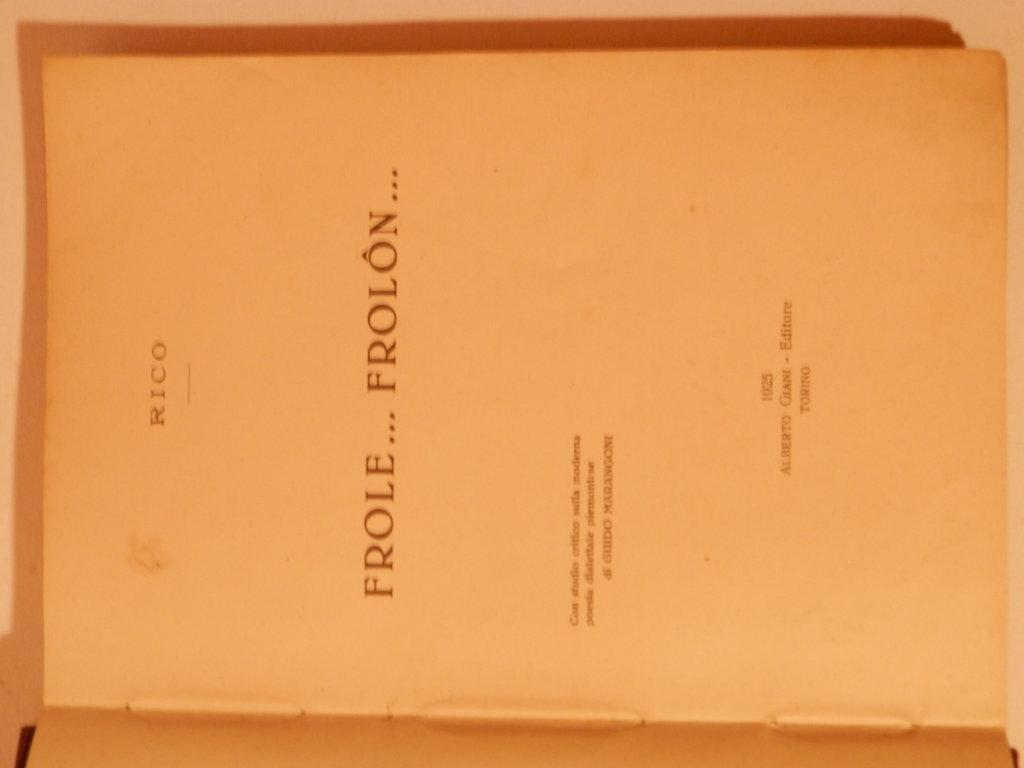 RICO
FROLE... FROLÔN...
Con studio critico sulla moderna
poesia dialettale piemontese
di GUIDO MARANGONI
1925
ALBERTO GIANI - Editore
TORINO